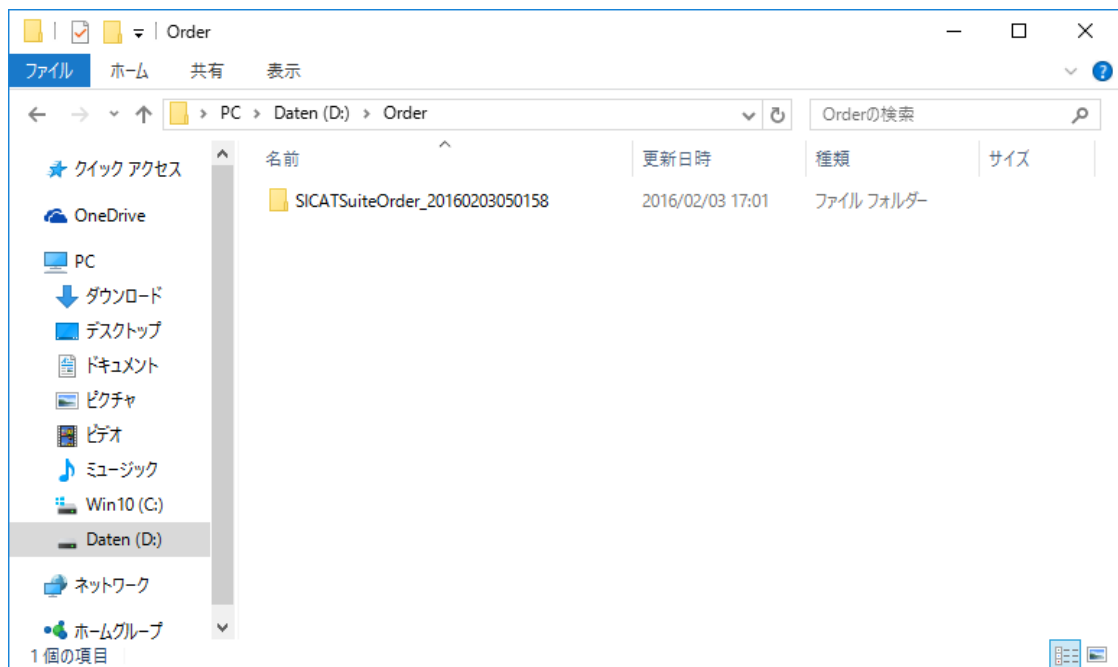 Order
ファイル ホーム 共有 表示
PC > Daten (D:) > Order
Orderの検索
名前 更新日時 種類 サイズ
SICATSuiteOrder_20160203050158 2016/02/03 17:01 ファイル フォルダー
クイック アクセス
OneDrive
PC
ダウンロード
デスクトップ
ドキュメント
ピクチャ
ビデオ
ミュージック
Win10 (C:)
Daten (D:)
ネットワーク
ホームグループ
1 個の項目